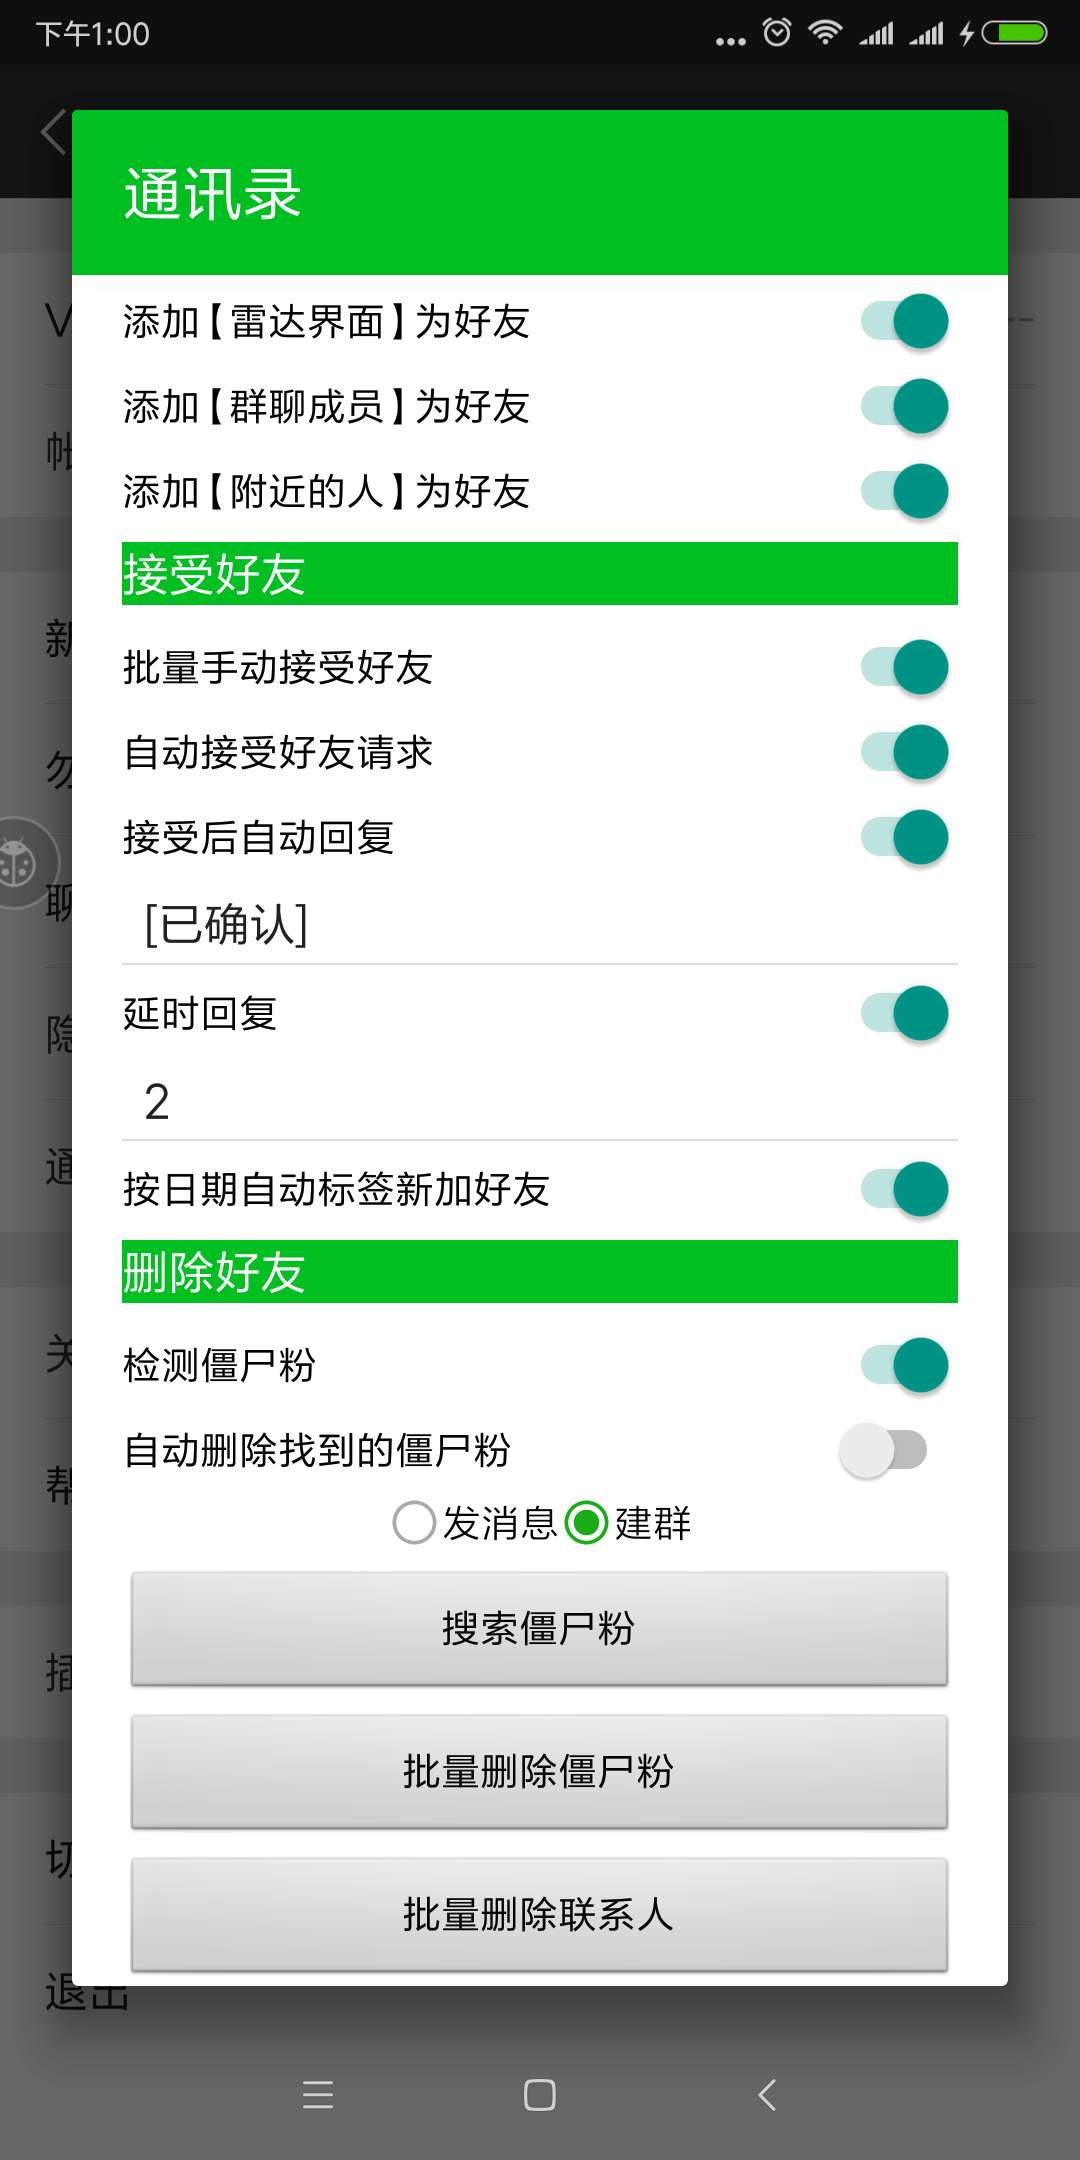 下午1:00
通讯录
添加【雷达界面】为好友
添加【群聊成员】为好友
添加【附近的人】为好友
接受好友
批量手动接受好友
自动接受好友请求
接受后自动回复
[已确认]
延时回复
2
按日期自动标签新加好友
删除好友
检测僵尸粉
自动删除找到的僵尸粉
发消息 建群
搜索僵尸粉
批量删除僵尸粉
批量删除联系人
退出